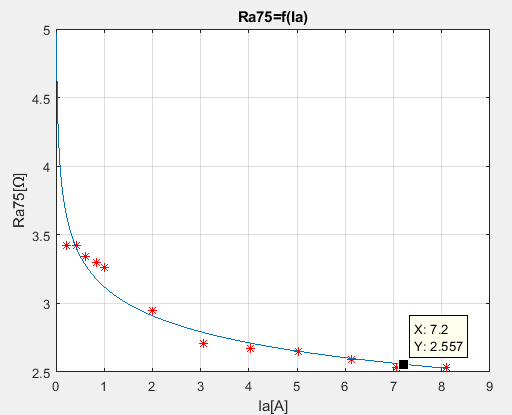 Ra75=f(Ia)
5
4.5
4
3.5
3
2.5
Ra75[Ω]
X: 7.2
Y: 2.557
0 1 2 3 4 5 6 7 8 9
Ia[A]